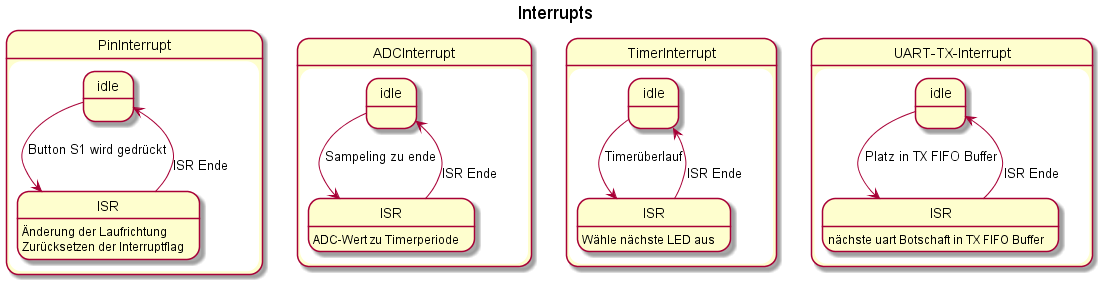 Interrupts
PinInterrupt
idle
Button S1 wird gedrückt
ISR Ende
ISR
Änderung der Laufrichtung
Zurücksetzen der Interruptflag
ADCInterrupt
idle
Sampeling zu ende
ISR Ende
ISR
ADC-Wert zu Timerperiode
TimerInterrupt
idle
Timerüberlauf
ISR Ende
ISR
Wähle nächste LED aus
UART-TX-Interrupt
idle
Platz in TX FIFO Buffer
ISR Ende
ISR
nächste uart Botschaft in TX FIFO Buffer